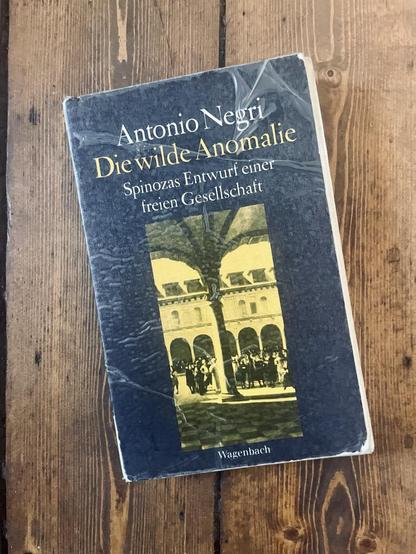 Antonio Negri
Die wilde Anomalie
Spinozas Entwurf einer
freien Gesellschaft
Wagenbach